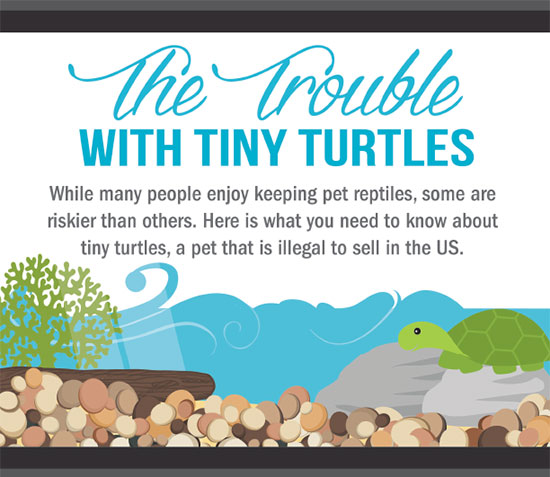 The Trouble
WITH TINY TURTLES
While many people enjoy keeping pet reptiles, some are
riskier than others. Here is what you need to know about
tiny turtles, a pet that is illegal to sell in the US.